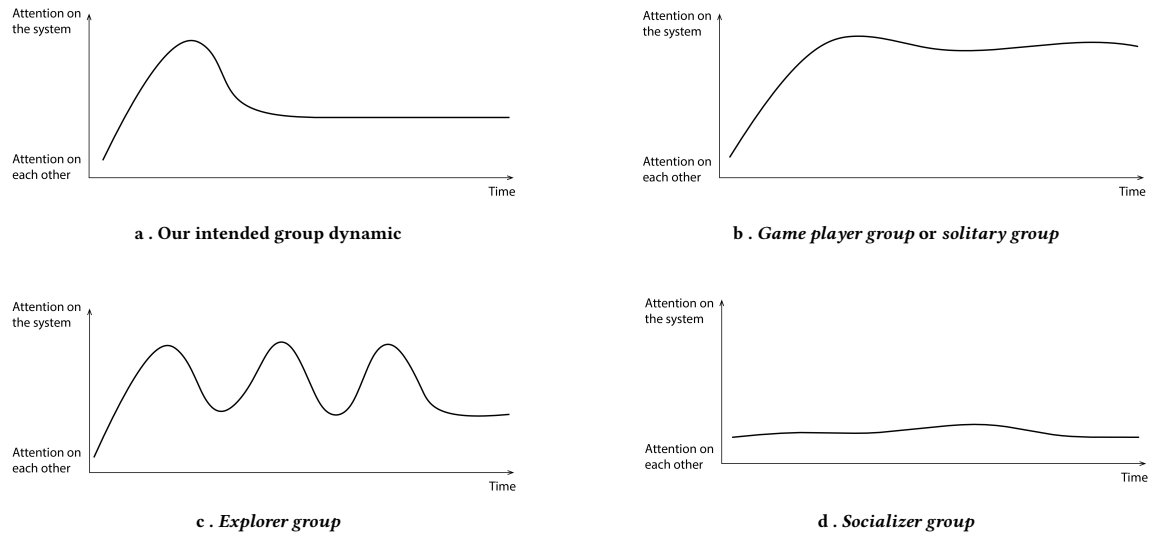 Attention on
the system
Attention on
each other
Time
a . Our intended group dynamic
Attention on
the system
Attention on
each other
Time
b . Game player group or solitary group
Attention on
the system
Attention on
each other
Time
c . Explorer group
Attention on
the system
Attention on
each other
Time
d . Socializer group